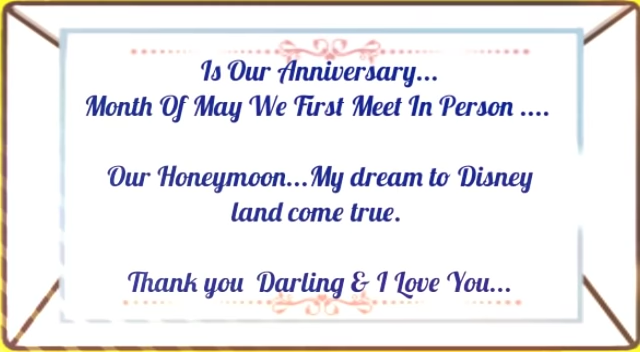 Is Our Anniversary...
Month Of May We First Meet In Person ....
Our Honeymoon...My dream to Disney
land come true.
Thank you Darling & I Love You...